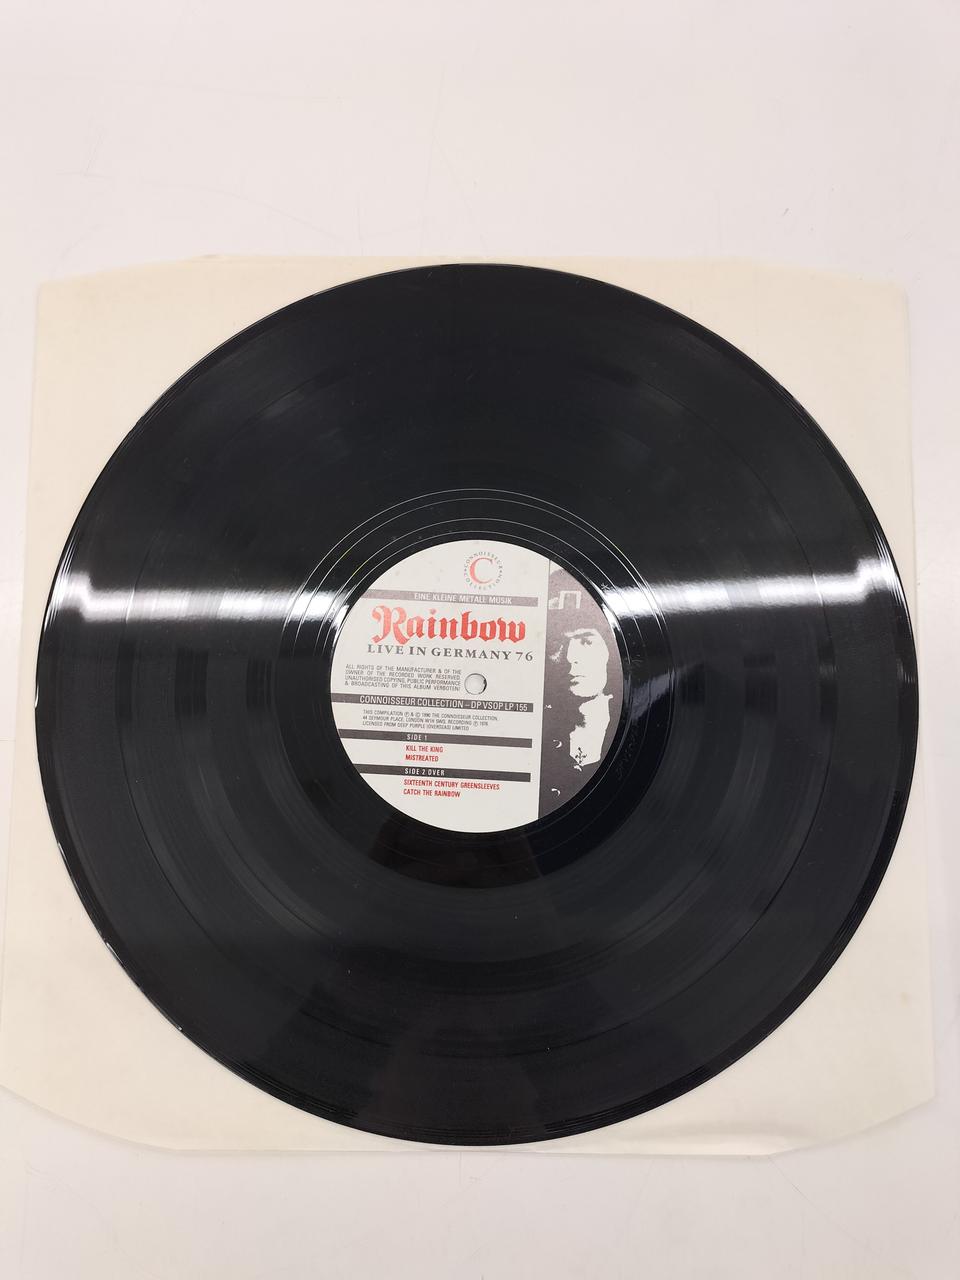 CONNOISSEUR COLLECTION
C
EINE KLEINE METALL MUSIK
Rainbow
LIVE IN GERMANY 76
ALL RIGHTS OF THE MANUFACTURER & OF THE
OWNER OF THE RECORDED WORK RESERVED
UNAUTHORISED COPYING, PUBLIC PERFORMANCE
& BROADCASTING OF THIS ALBUM VERBOTEN!
CONNOISSEUR COLLECTION – DP VSOP LP 155
THIS COMPILATION ℗ & © 1990 THE CONNOISSEUR COLLECTION,
44 SEYMOUR PLACE, LONDON W1H 5WG. RECORDING ℗ 1976
LICENSED FROM DEEP PURPLE (OVERSEAS) LIMITED
SIDE 1
KILL THE KING
MISTREATED
SIDE 2 OVER
SIXTEENTH CENTURY GREENSLEEVES
CATCH THE RAINBOW